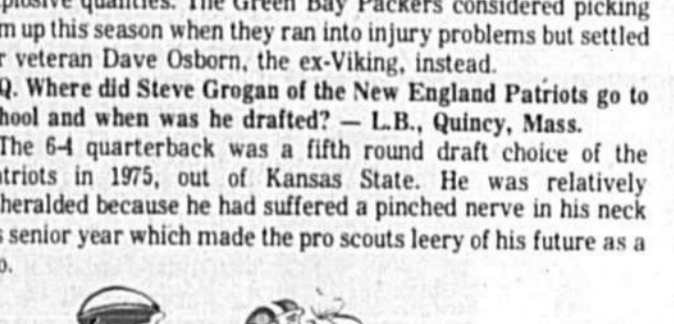 plosive qualities. The Green Bay Packers considered picking
m up this season when they ran into injury problems but settled
r veteran Dave Osborn, the ex-Viking, instead.
Q. Where did Steve Grogan of the New England Patriots go to
hool and when was he drafted? — L.B., Quincy, Mass.
The 6-4 quarterback was a fifth round draft choice of the
triots in 1975, out of Kansas State. He was relatively
heralded because he had suffered a pinched nerve in his neck
s senior year which made the pro scouts leery of his future as a
o.